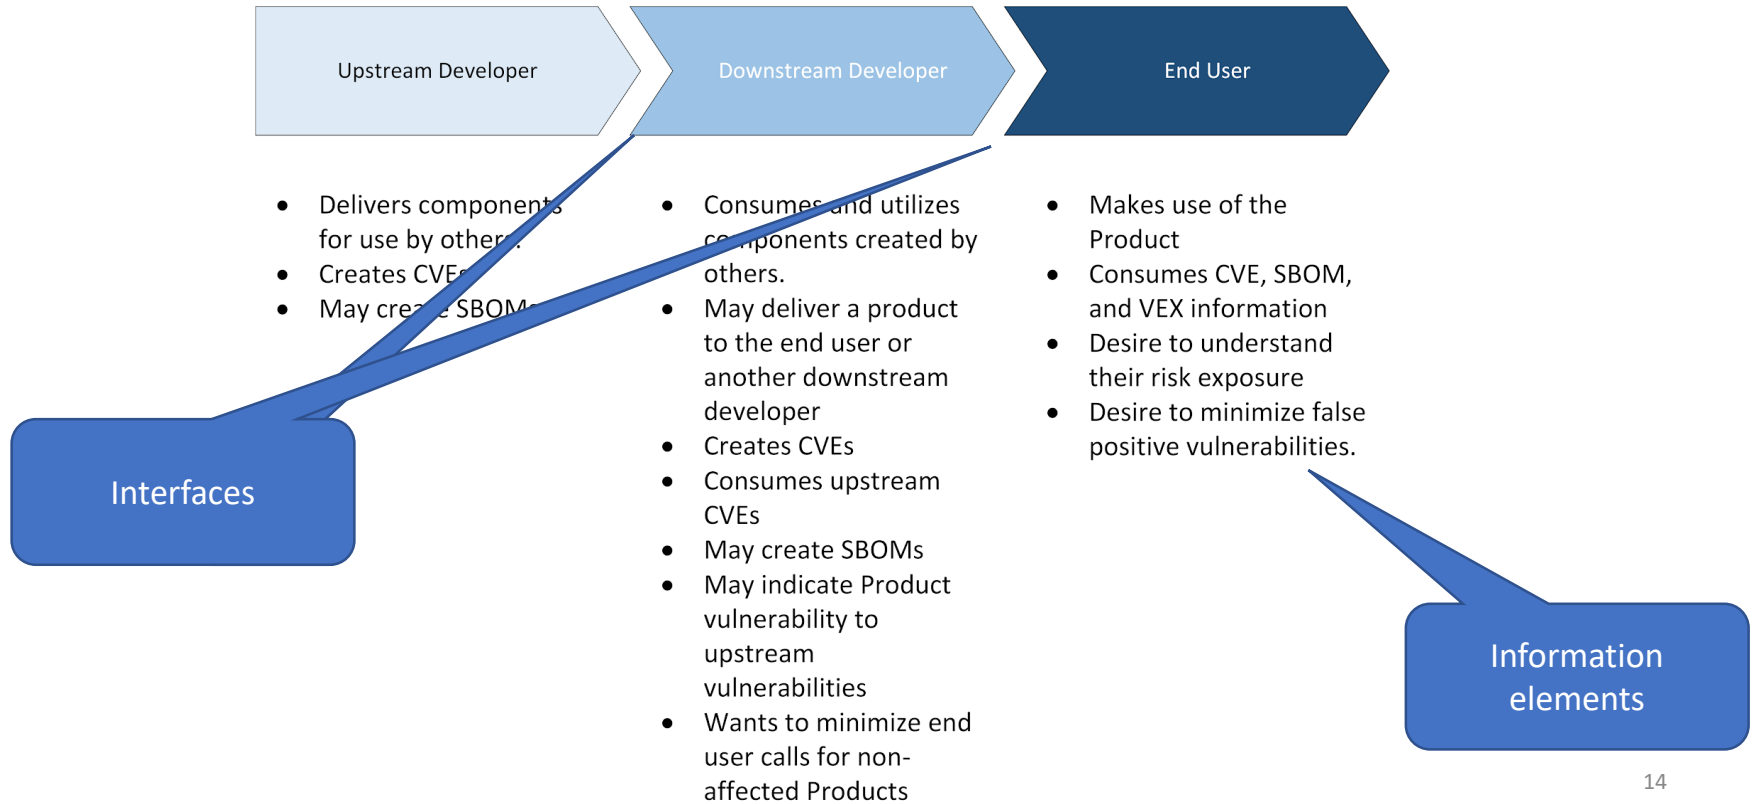 Upstream Developer
Downstream Developer
End User
• Delivers components
for use by others.
• Creates CVEs
• May create SBOMs
• Consumes and utilizes
components created by
others.
• May deliver a product
to the end user or
another downstream
developer
• Creates CVEs
• Consumes upstream
CVEs
• May create SBOMs
• May indicate Product
vulnerability to
upstream
vulnerabilities
• Wants to minimize end
user calls for non-
affected Products
• Makes use of the
Product
• Consumes CVE, SBOM,
and VEX information
• Desire to understand
their risk exposure
• Desire to minimize false
positive vulnerabilities.
Interfaces
Information
elements
14